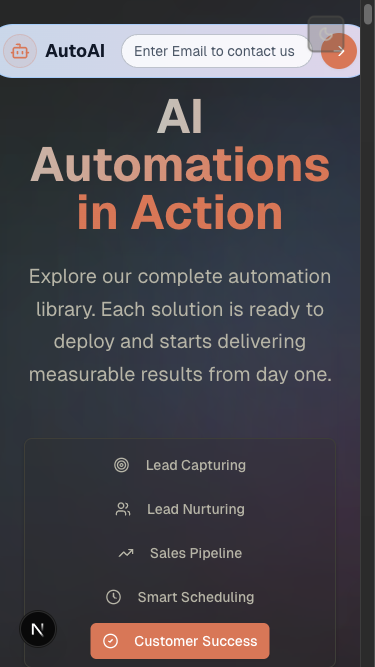 AutoAI
Enter Email to contact us
AI
Automations
in Action
Explore our complete automation
library. Each solution is ready to
deploy and starts delivering
measurable results from day one.
Lead Capturing
Lead Nurturing
Sales Pipeline
Smart Scheduling
N
Customer Success